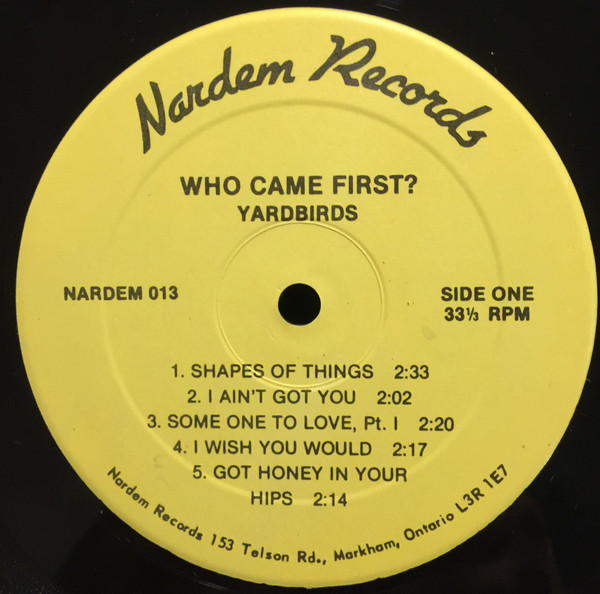 Nardem Records
WHO CAME FIRST?
YARDBIRDS
NARDEM 013
SIDE ONE
33⅓ RPM
1. SHAPES OF THINGS 2:33
2. I AIN'T GOT YOU 2:02
3. SOME ONE TO LOVE, Pt. I 2:20
4. I WISH YOU WOULD 2:17
5. GOT HONEY IN YOUR
HIPS 2:14
Nardem Records 153 Telson Rd., Markham, Ontario L3R 1E7